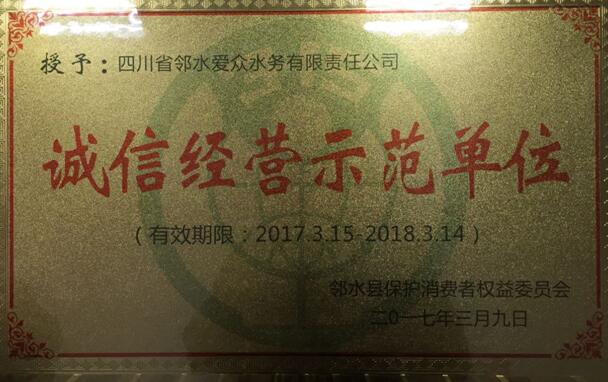 授予：四川省邻水爱众水务有限责任公司
诚信经营示范单位
（有效期限：2017.3.15-2018.3.14）
邻水县保护消费者权益委员会
二0一七年三月九日